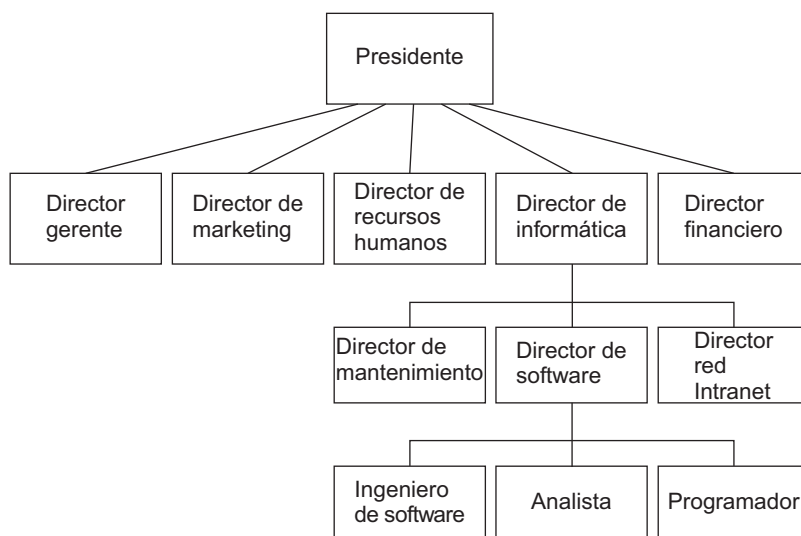 Presidente
Director
gerente
Director de
marketing
Director de
recursos
humanos
Director de
informática
Director
financiero
Director de
mantenimiento
Director de
software
Director
red
Intranet
Ingeniero
de software
Analista
Programador